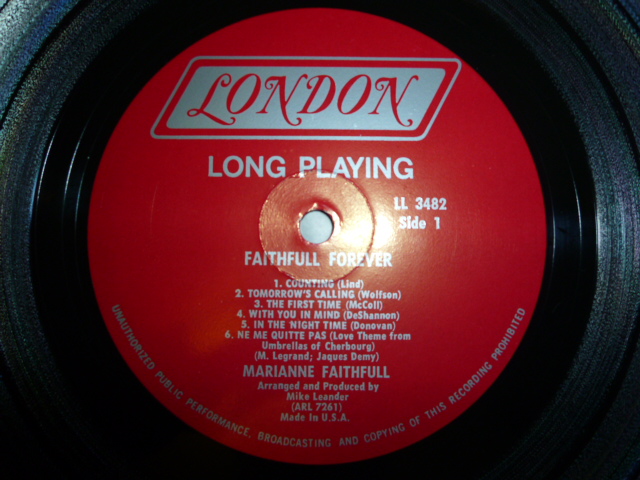 LONDON
LONG PLAYING
LL 3482
Side 1
FAITHFULL FOREVER
1. COUNTING (Lind)
2. TOMORROW'S CALLING (Wolfson)
3. THE FIRST TIME (McColl)
4. WITH YOU IN MIND (DeShannon)
5. IN THE NIGHT TIME (Donovan)
6. NE ME QUITTE PAS (Love Theme from
Umbrellas of Cherbourg)
(M. Legrand; Jaques Demy)
MARIANNE FAITHFULL
Arranged and Produced by
Mike Leander
(ARL 7261)
Made in U.S.A.
UNAUTHORIZED PUBLIC PERFORMANCE, BROADCASTING AND COPYING OF THIS RECORDING PROHIBITED